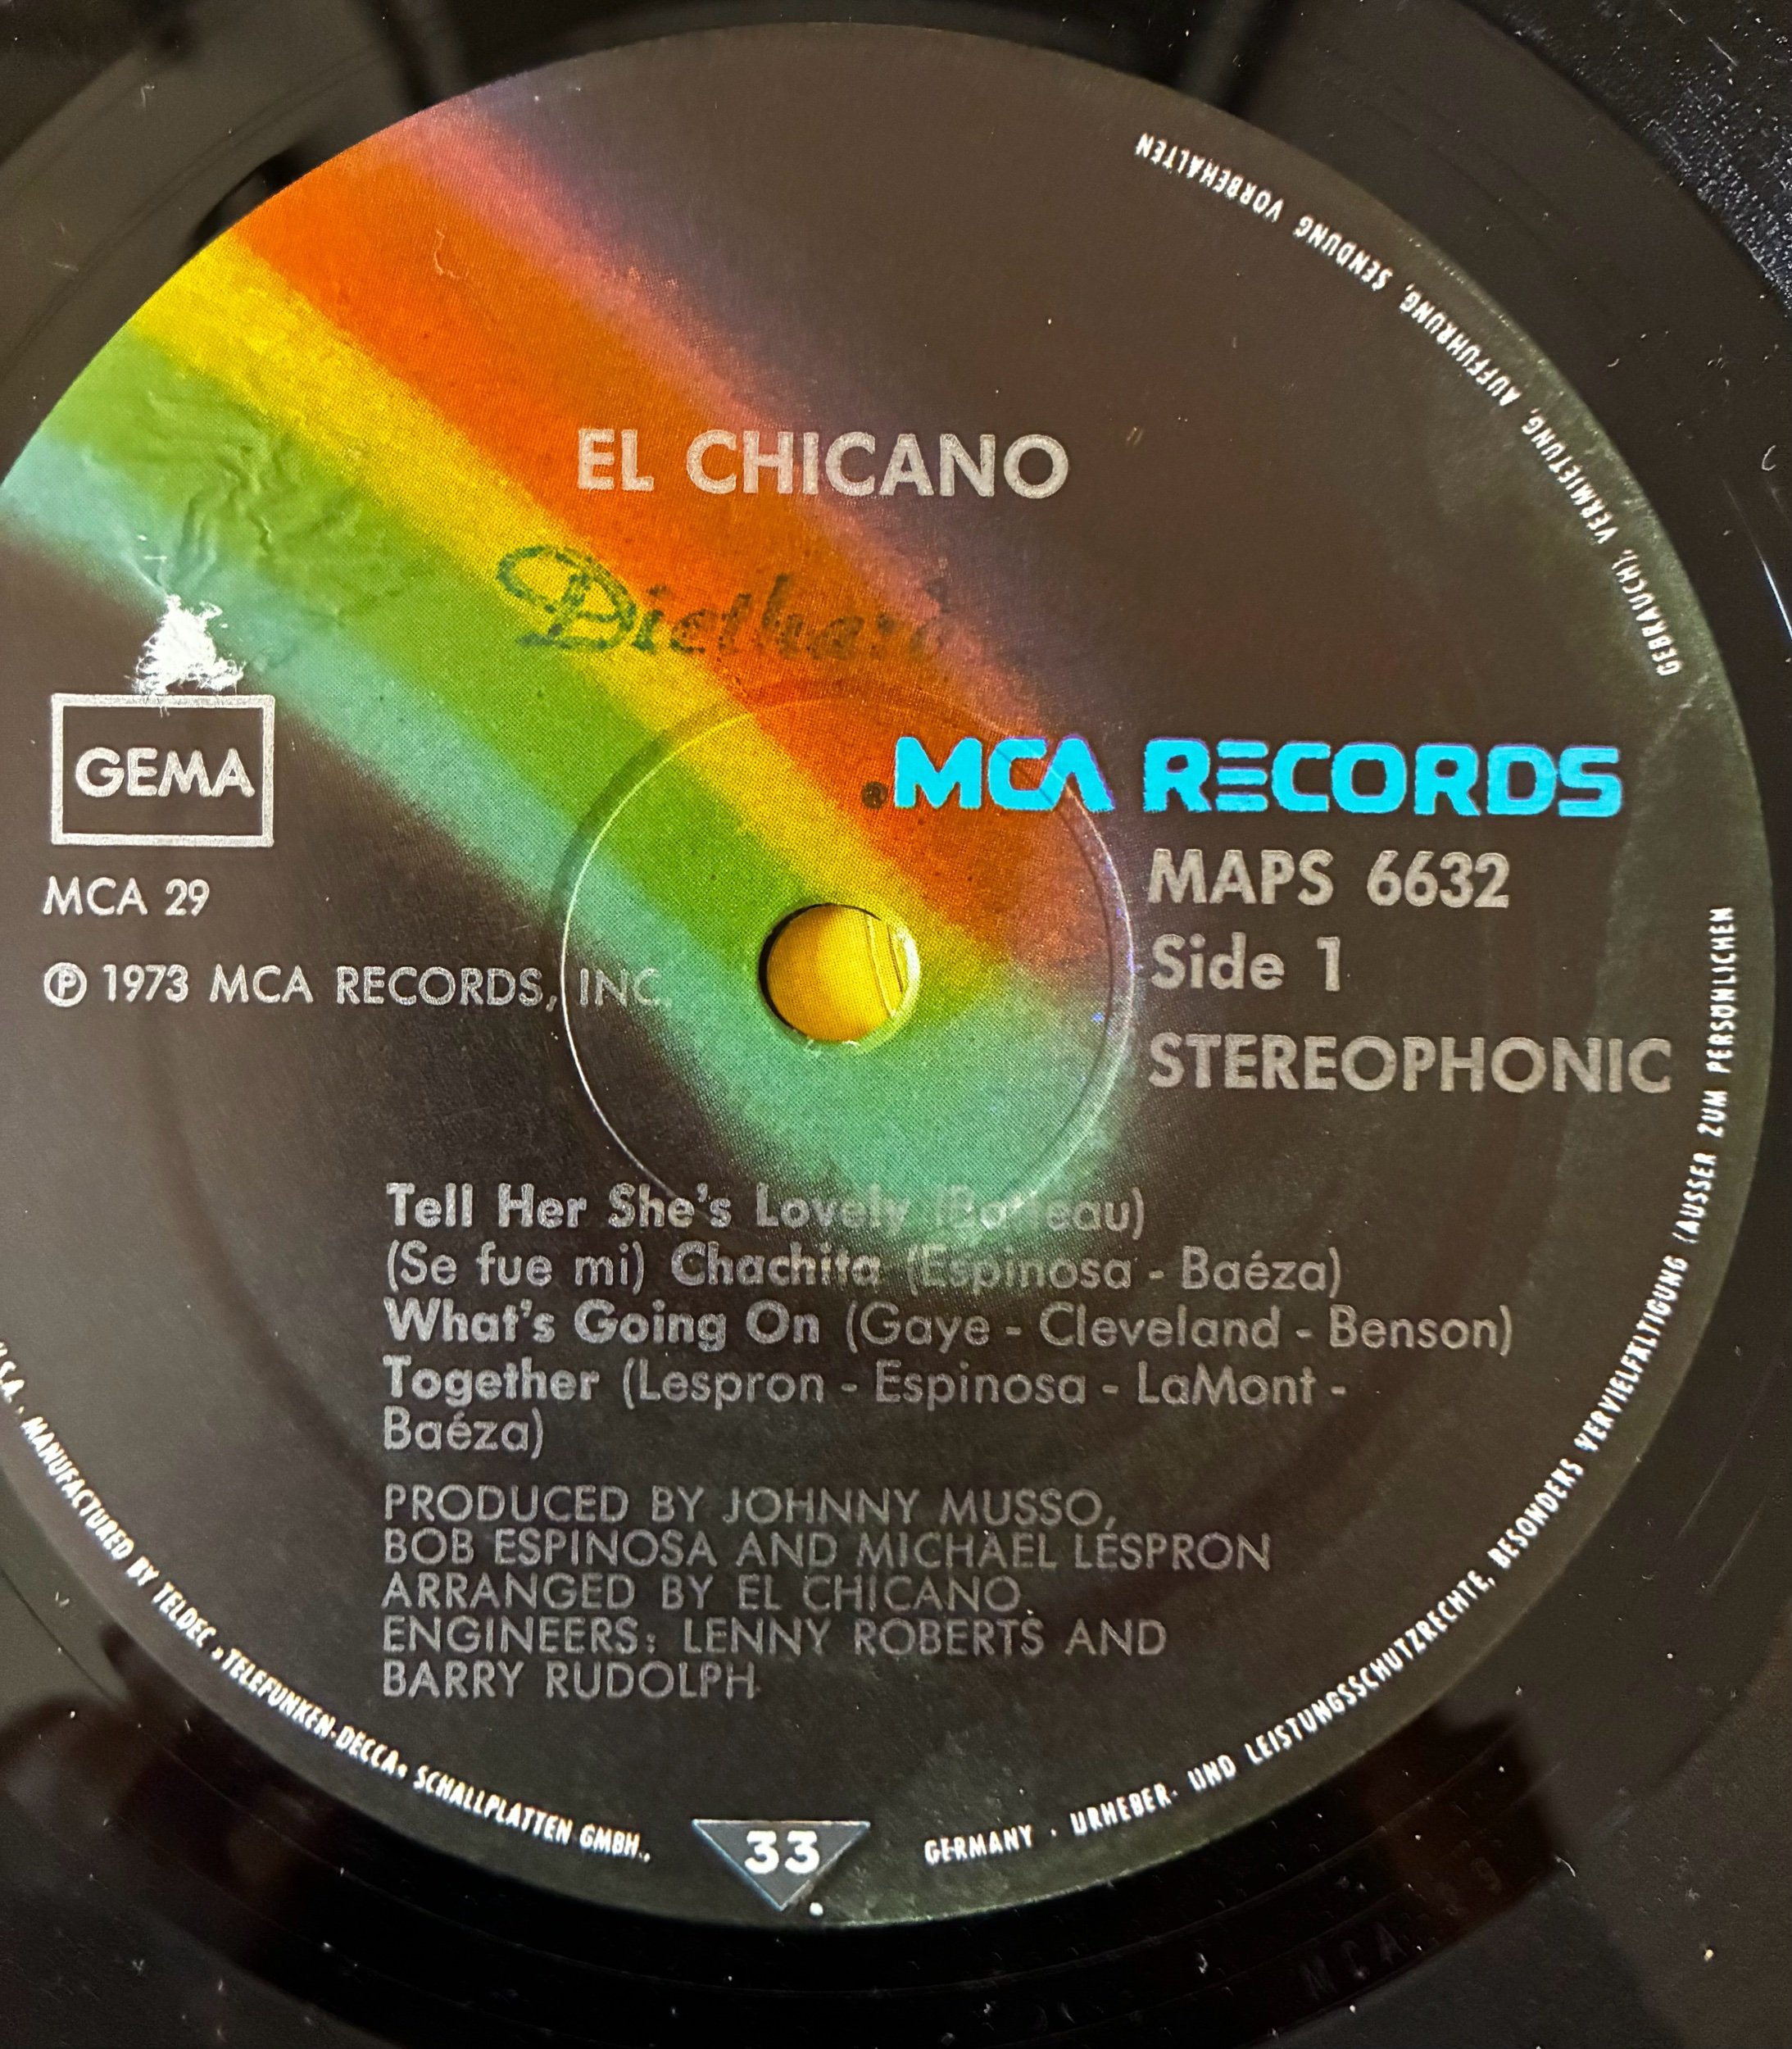 EL CHICANO
Diethard
GEMA
MCA RECORDS
MAPS 6632
MCA 29
Side 1
℗ 1973 MCA RECORDS, INC.
STEREOPHONIC
Tell Her She's Lovely
(Se fue mi) Chachita (Espinosa - Baéza)
What's Going On (Gaye - Cleveland - Benson)
Together (Lespron - Espinosa - LaMont -
Baéza)
PRODUCED BY JOHNNY MUSSO,
BOB ESPINOSA AND MICHAEL LESPRON
ARRANGED BY EL CHICANO
ENGINEERS: LENNY ROBERTS AND
BARRY RUDOLPH
U.S.A. · MANUFACTURED BY TELDEC „TELEFUNKEN-DECCA“ SCHALLPLATTEN GMBH.,
33
GERMANY · URHEBER- UND LEISTUNGSSCHUTZRECHTE, BESONDERS VERVIELFÄLTIGUNG (AUSSER ZUM PERSÖNLICHEN
GEBRAUCH), VERMIETUNG, AUFFÜHRUNG, SENDUNG VORBEHALTEN
MCA 29